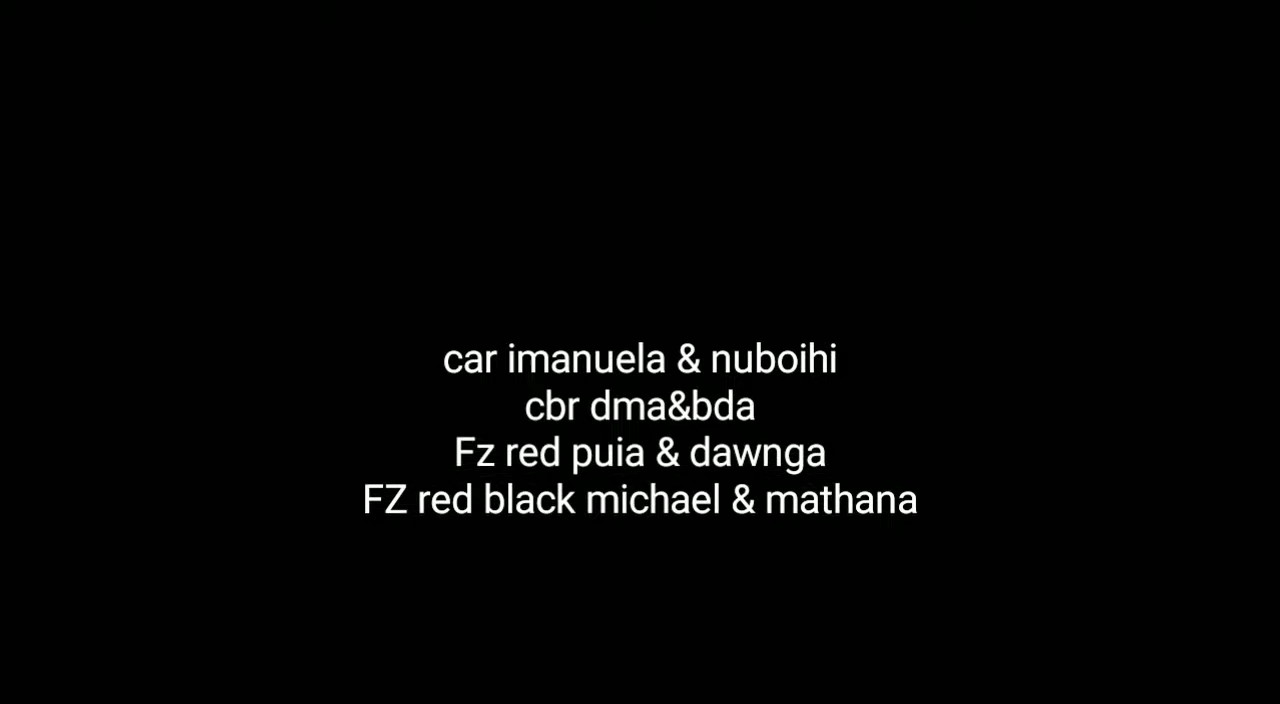 car imanuela & nuboihi
cbr dma&bda
Fz red puia & dawnga
FZ red black michael & mathana